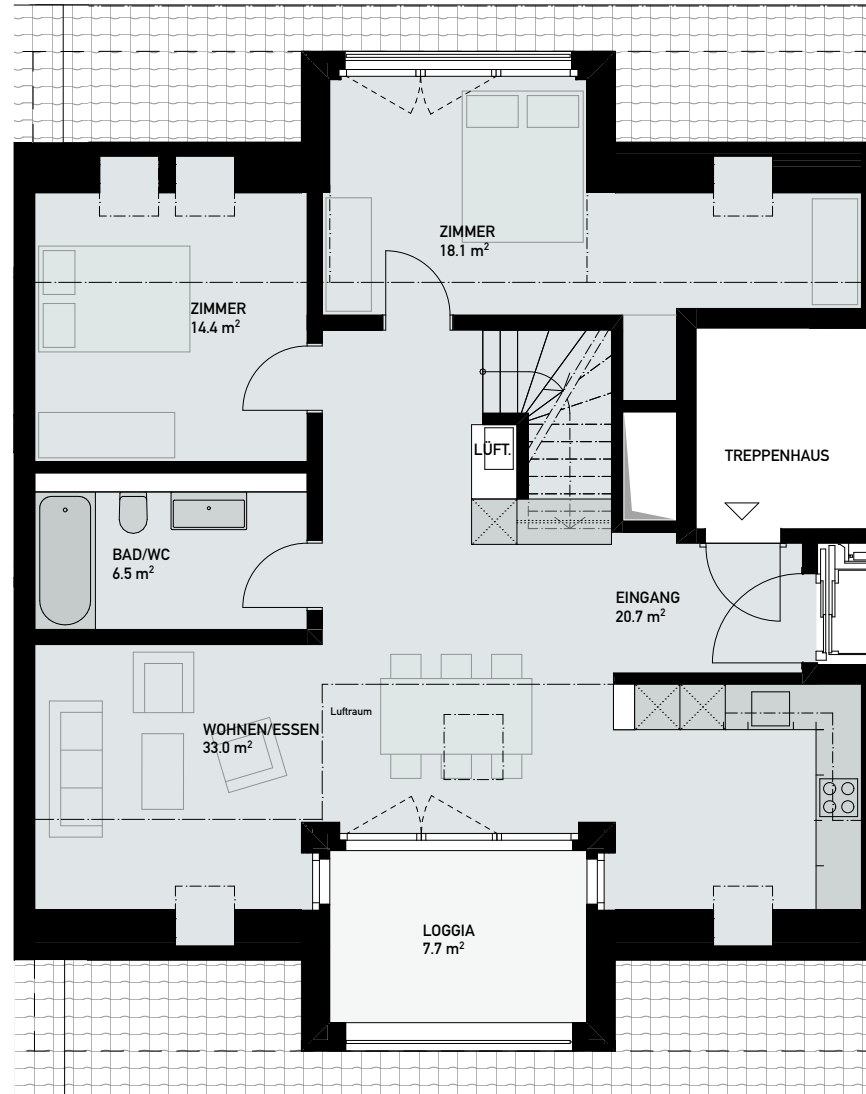 ZIMMER
18.1 m²
ZIMMER
14.4 m²
LÜFT.
TREPPENHAUS
BAD/WC
6.5 m²
EINGANG
20.7 m²
Luftraum
WOHNEN/ESSEN
33.0 m²
LOGGIA
7.7 m²